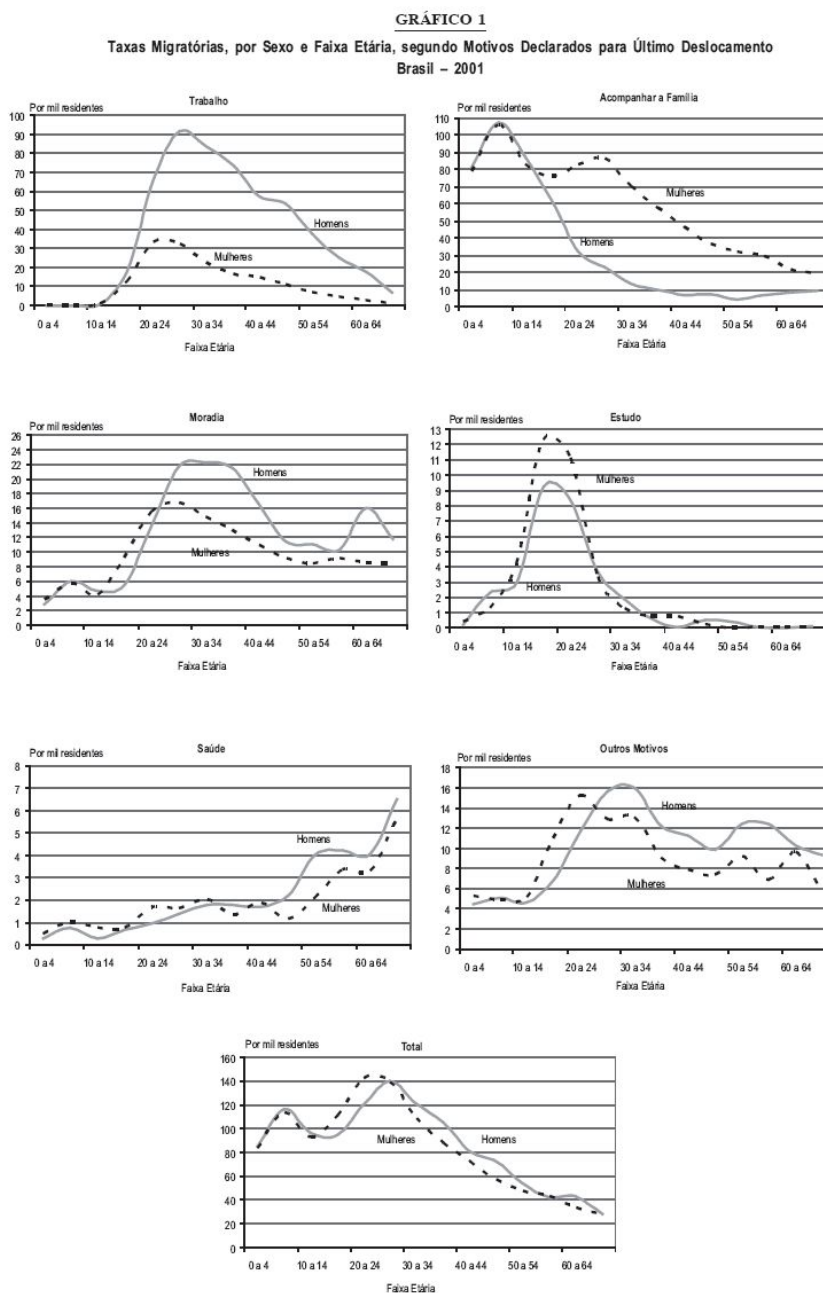 GRÁFICO 1
Taxas Migratórias, por Sexo e Faixa Etária, segundo Motivos Declarados para Último Deslocamento
Brasil – 2001
Por mil residentes
Trabalho
100
90
80
70
60
50
40
30
20
10
0
Homens
Mulheres
0 a 4 10 a 14 20 a 24 30 a 34 40 a 44 50 a 54 60 a 64
Faixa Etária
Por mil residentes
Acompanhar a Família
110
100
90
80
70
60
50
40
30
20
10
0
Mulheres
Homens
0 a 4 10 a 14 20 a 24 30 a 34 40 a 44 50 a 54 60 a 64
Faixa Etária
Por mil residentes
Moradia
26
24
22
20
18
16
14
12
10
8
6
4
2
0
Homens
Mulheres
0 a 4 10 a 14 20 a 24 30 a 34 40 a 44 50 a 54 60 a 64
Faixa Etária
Por mil residentes
Estudo
13
12
11
10
9
8
7
6
5
4
3
2
1
0
Mulheres
Homens
0 a 4 10 a 14 20 a 24 30 a 34 40 a 44 50 a 54 60 a 64
Faixa Etária
Por mil residentes
Saúde
8
7
6
5
4
3
2
1
0
Homens
Mulheres
0 a 4 10 a 14 20 a 24 30 a 34 40 a 44 50 a 54 60 a 64
Faixa Etária
Por mil residentes
Outros Motivos
18
16
14
12
10
8
6
4
2
0
Homens
Mulheres
0 a 4 10 a 14 20 a 24 30 a 34 40 a 44 50 a 54 60 a 64
Faixa Etária
Por mil residentes
Total
160
140
120
100
80
60
40
20
0
Mulheres
Homens
0 a 4 10 a 14 20 a 24 30 a 34 40 a 44 50 a 54 60 a 64
Faixa Etária